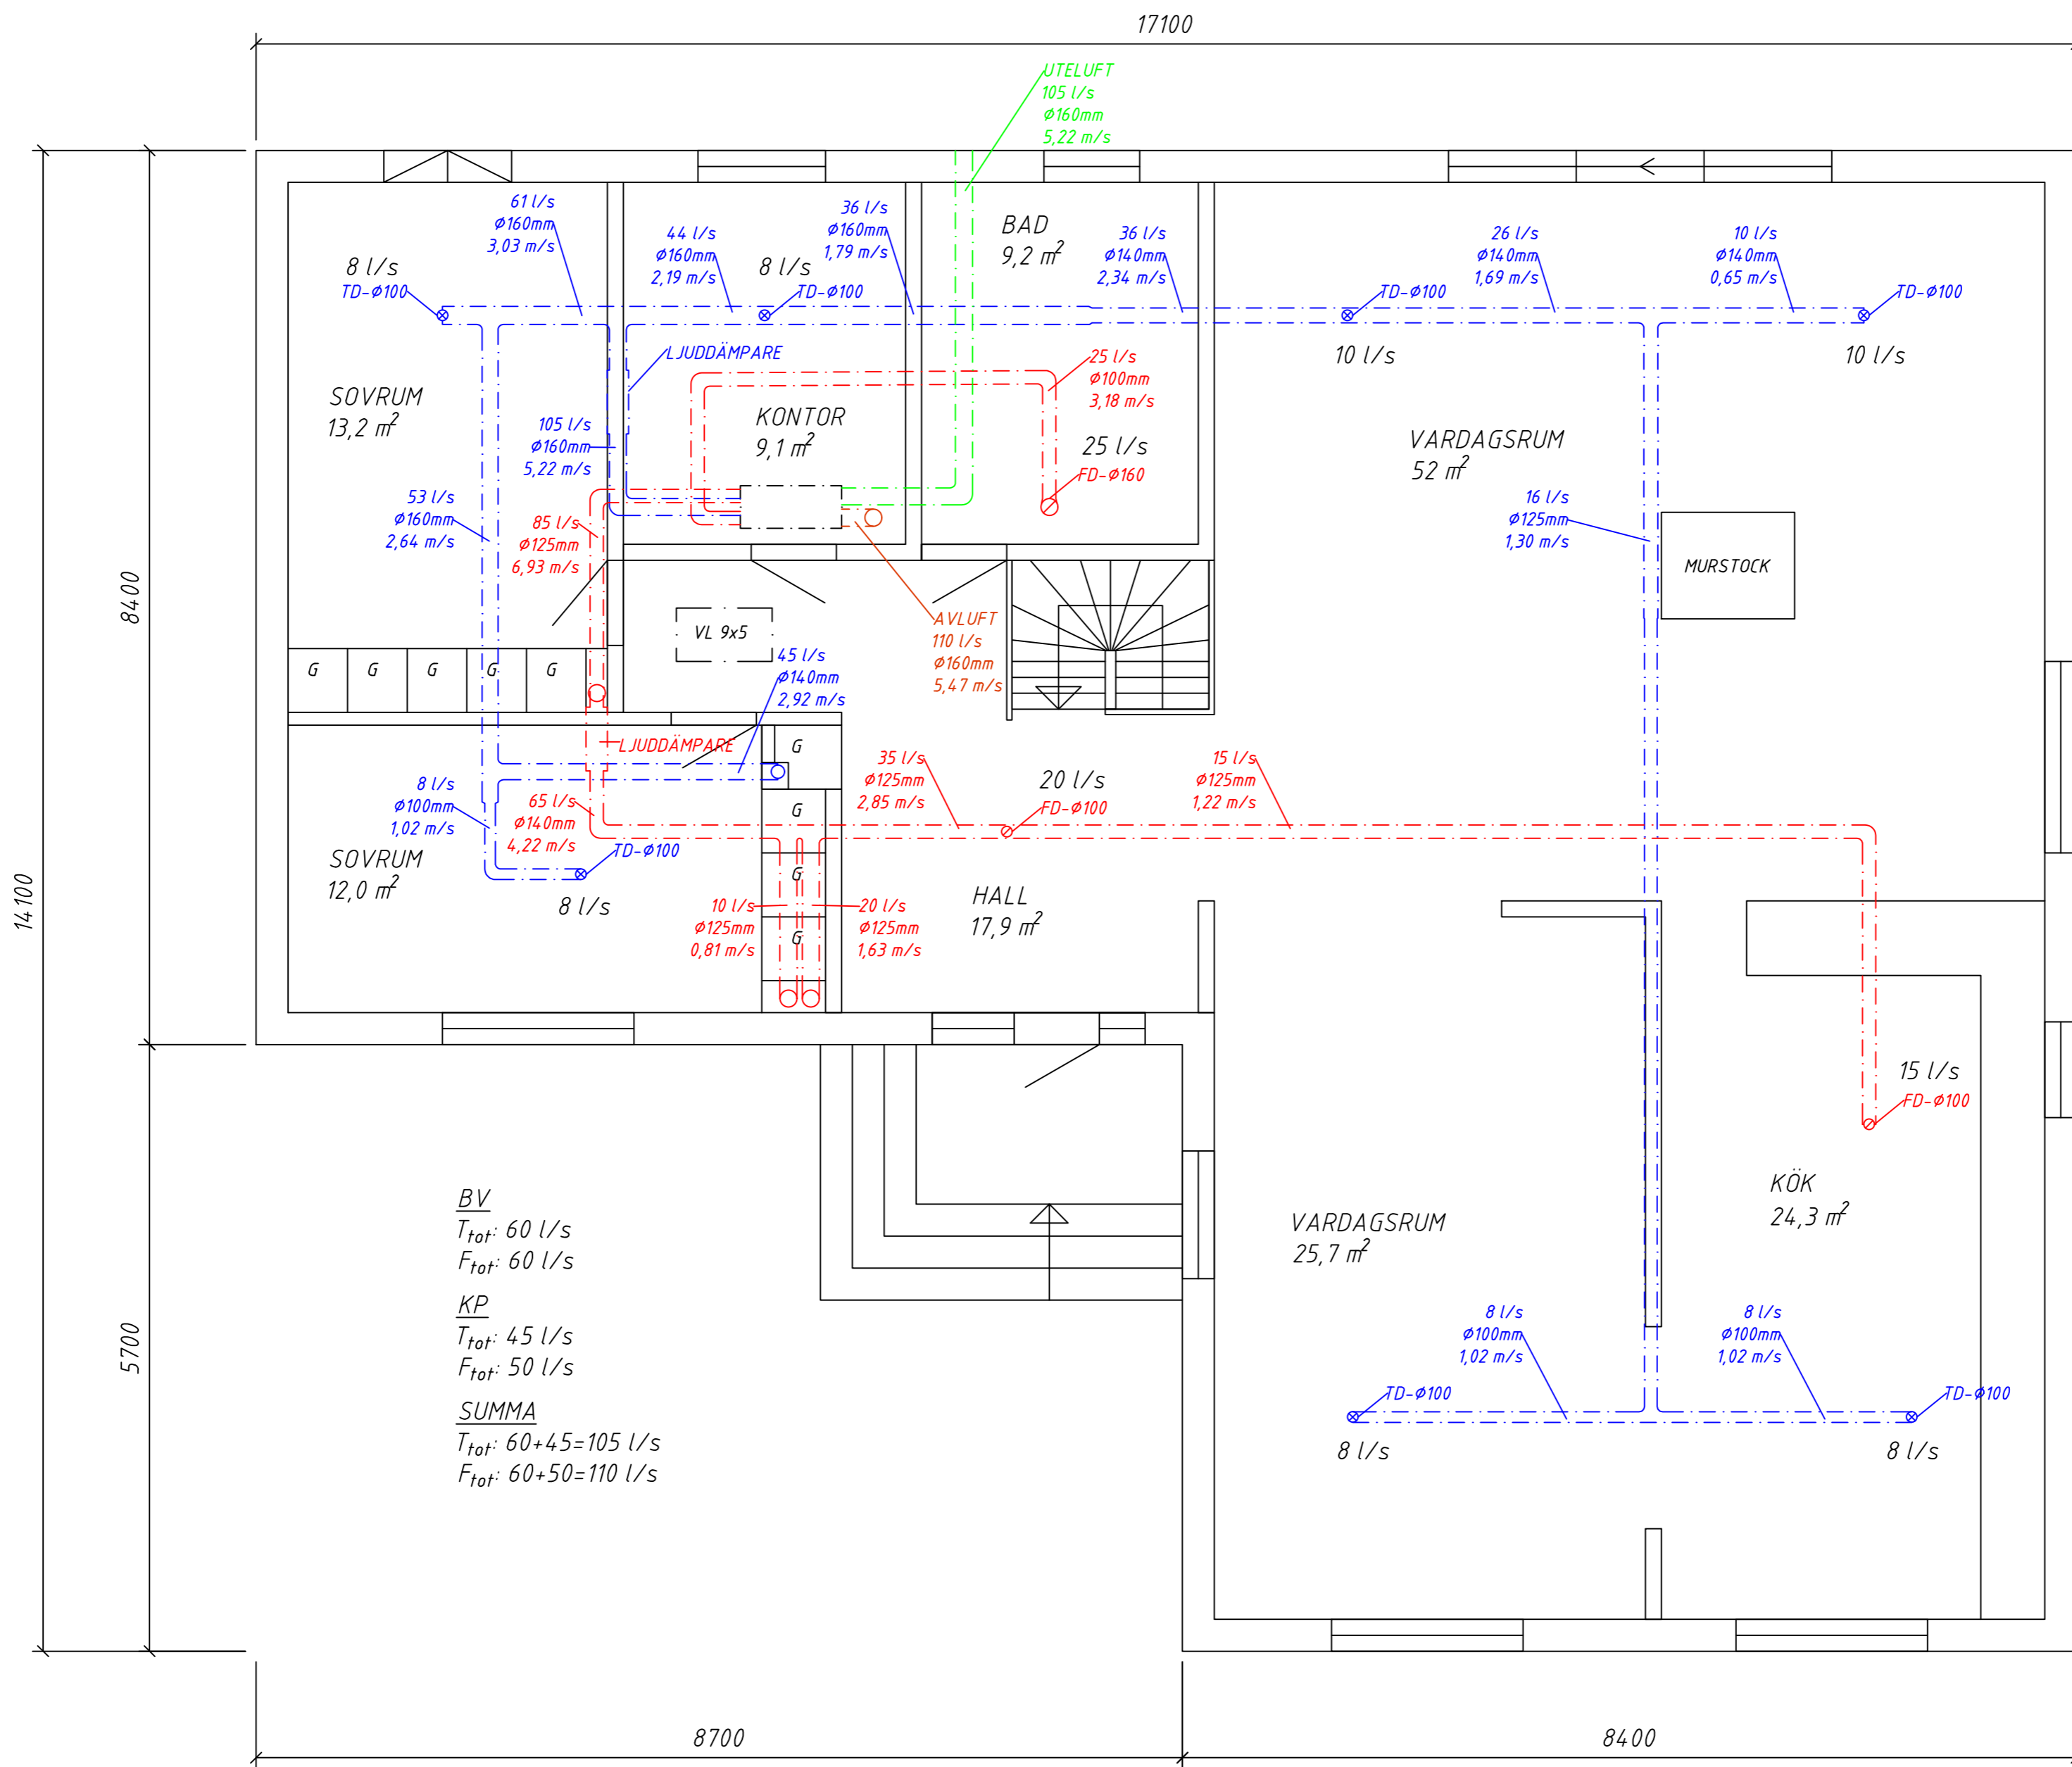 17100
UTELUFT
105 l/s
Ø160mm
5,22 m/s
61 l/s
Ø160mm
3,03 m/s
8 l/s
TD-Ø100
44 l/s
Ø160mm
2,19 m/s
8 l/s
TD-Ø100
36 l/s
Ø160mm
1,79 m/s
BAD
9,2 m²
36 l/s
Ø140mm
2,34 m/s
TD-Ø100
10 l/s
26 l/s
Ø140mm
1,69 m/s
10 l/s
Ø140mm
0,65 m/s
TD-Ø100
10 l/s
LJUDDÄMPARE
25 l/s
Ø100mm
3,18 m/s
SOVRUM
13,2 m²
105 l/s
Ø160mm
5,22 m/s
KONTOR
9,1 m²
25 l/s
FD-Ø160
VARDAGSRUM
52 m²
53 l/s
Ø160mm
2,64 m/s
85 l/s
Ø125mm
6,93 m/s
16 l/s
Ø125mm
1,30 m/s
MURSTOCK
8400
AVLUFT
110 l/s
Ø160mm
5,47 m/s
VL 9x5
45 l/s
Ø140mm
2,92 m/s
G
G
G
G
G
LJUDDÄMPARE
G
8 l/s
Ø100mm
1,02 m/s
65 l/s
Ø140mm
4,22 m/s
G
35 l/s
Ø125mm
2,85 m/s
20 l/s
FD-Ø100
15 l/s
Ø125mm
1,22 m/s
14100
SOVRUM
12,0 m²
TD-Ø100
8 l/s
G
10 l/s
Ø125mm
0,81 m/s
G
20 l/s
Ø125mm
1,63 m/s
HALL
17,9 m²
15 l/s
FD-Ø100
KÖK
24,3 m²
VARDAGSRUM
25,7 m²
BV
Ttot: 60 l/s
Ftot: 60 l/s
KP
Ttot: 45 l/s
Ftot: 50 l/s
SUMMA
Ttot: 60+45=105 l/s
Ftot: 60+50=110 l/s
5700
8 l/s
Ø100mm
1,02 m/s
8 l/s
Ø100mm
1,02 m/s
TD-Ø100
8 l/s
TD-Ø100
8 l/s
8700
8400